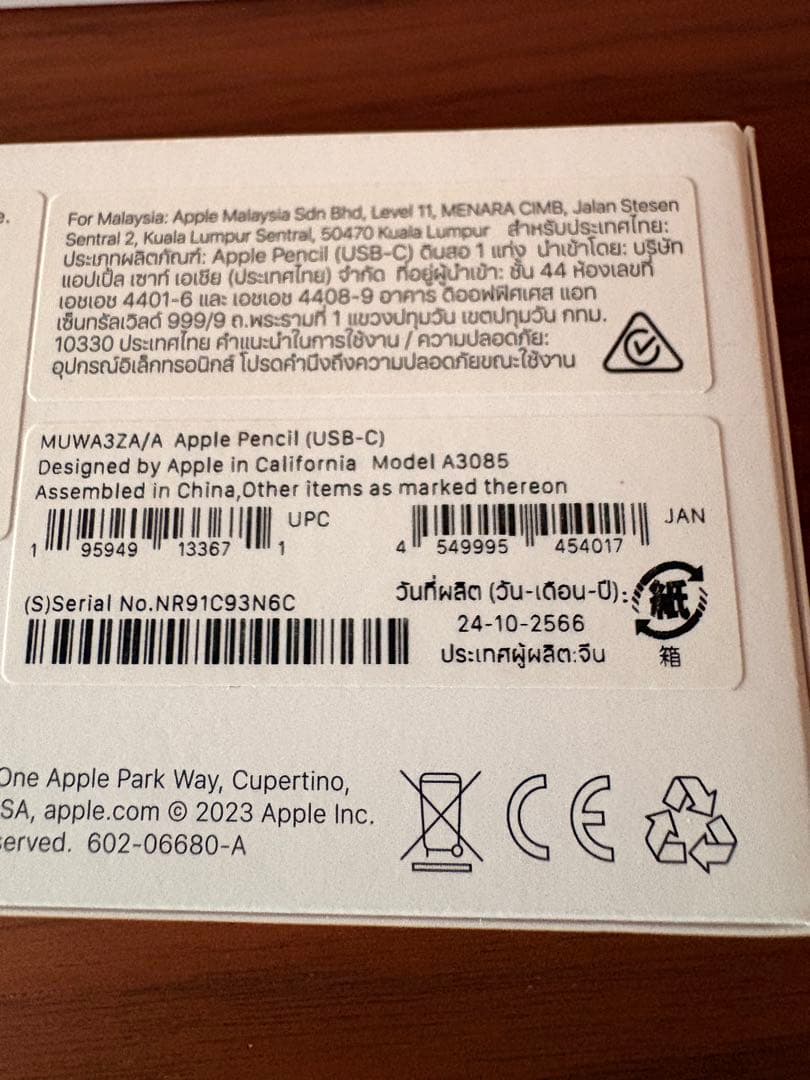 e.
For Malaysia: Apple Malaysia Sdn Bhd, Level 11, MENARA CIMB, Jalan Stesen
Sentral 2, Kuala Lumpur Sentral, 50470 Kuala Lumpur สำหรับประเทศไทย:
ประเภทผลิตภัณฑ์: Apple Pencil (USB-C) ดินสอ 1 แท่ง นำเข้าโดย: บริษัท
แอปเปิ้ล เซาท์ เอเชีย (ประเทศไทย) จำกัด ที่อยู่ผู้นำเข้า: ชั้น 44 ห้องเลขที่
เอชเอช 4401-6 และ เอชเอช 4408-9 อาคาร ดิออฟฟิศเศส แอท
เซ็นทรัลเวิลด์ 999/9 ถ.พระรามที่ 1 แขวงปทุมวัน เขตปทุมวัน กทม.
10330 ประเทศไทย คำแนะนำในการใช้งาน / ความปลอดภัย:
อุปกรณ์อิเล็กทรอนิกส์ โปรดคำนึงถึงความปลอดภัยขณะใช้งาน
MUWA3ZA/A Apple Pencil (USB-C)
Designed by Apple in California Model A3085
Assembled in China,Other items as marked thereon
UPC
1 95949 13367 1
JAN
4 549995 454017
(S)Serial No.NR91C93N6C
วันที่ผลิต (วัน-เดือน-ปี):
24-10-2566
ประเทศผู้ผลิต:จีน
紙
箱
One Apple Park Way, Cupertino,
SA, apple.com © 2023 Apple Inc.
served. 602-06680-A
CE